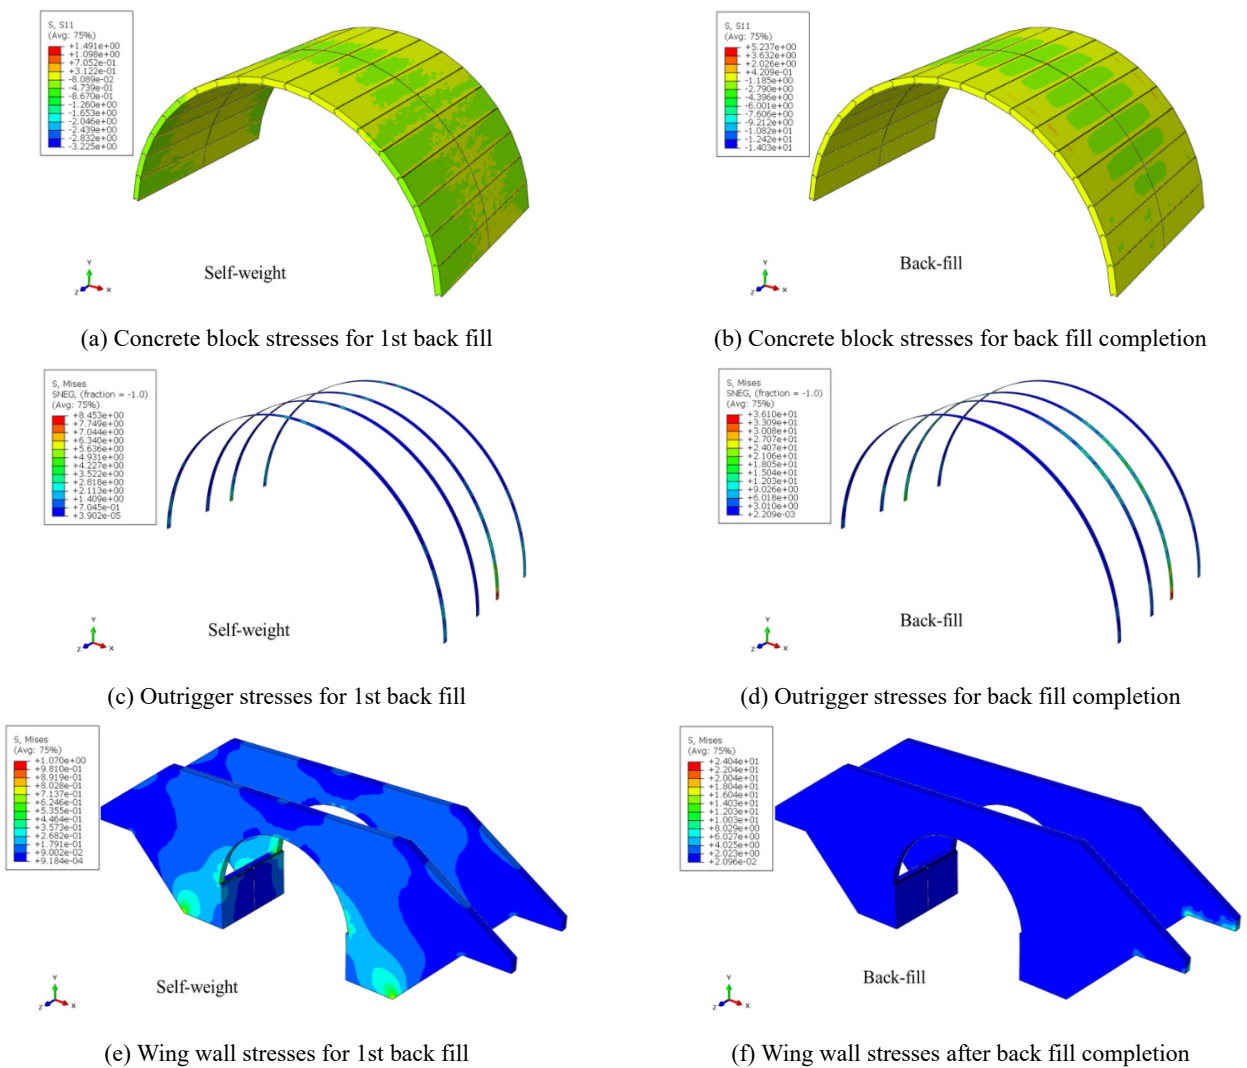 S, S11
(Avg: 75%)
+1.491e+00
+1.098e+00
+7.052e-01
+3.122e-01
-8.089e-02
-4.739e-01
-8.670e-01
-1.260e+00
-1.653e+00
-2.046e+00
-2.439e+00
-2.832e+00
-3.225e+00
Y
Z
X
Self-weight
S, S11
(Avg: 75%)
+5.237e+00
+3.632e+00
+2.026e+00
+4.209e-01
-1.185e+00
-2.790e+00
-4.396e+00
-6.001e+00
-7.606e+00
-9.212e+00
-1.082e+01
-1.242e+01
-1.403e+01
Y
Z
X
Back-fill
(a) Concrete block stresses for 1st back fill
(b) Concrete block stresses for back fill completion
S, Mises
SNEG, (fraction = -1.0)
(Avg: 75%)
+8.453e+00
+7.749e+00
+7.044e+00
+6.340e+00
+5.636e+00
+4.931e+00
+4.227e+00
+3.522e+00
+2.818e+00
+2.113e+00
+1.409e+00
+7.045e-01
+3.902e-05
Y
Z
X
Self-weight
S, Mises
SNEG, (fraction = -1.0)
(Avg: 75%)
+3.610e+01
+3.309e+01
+3.008e+01
+2.707e+01
+2.407e+01
+2.106e+01
+1.805e+01
+1.504e+01
+1.203e+01
+9.026e+00
+6.018e+00
+3.010e+00
+2.209e-03
Y
Z
X
Back-fill
(c) Outrigger stresses for 1st back fill
(d) Outrigger stresses for back fill completion
S, Mises
(Avg: 75%)
+1.070e+00
+9.810e-01
+8.919e-01
+8.028e-01
+7.137e-01
+6.246e-01
+5.355e-01
+4.464e-01
+3.573e-01
+2.682e-01
+1.791e-01
+9.002e-02
+9.184e-04
Y
Z
X
Self-weight
S, Mises
(Avg: 75%)
+2.404e+01
+2.204e+01
+2.004e+01
+1.804e+01
+1.604e+01
+1.403e+01
+1.203e+01
+1.003e+01
+8.029e+00
+6.027e+00
+4.025e+00
+2.023e+00
+2.096e-02
Y
Z
X
Back-fill
(e) Wing wall stresses for 1st back fill
(f) Wing wall stresses after back fill completion